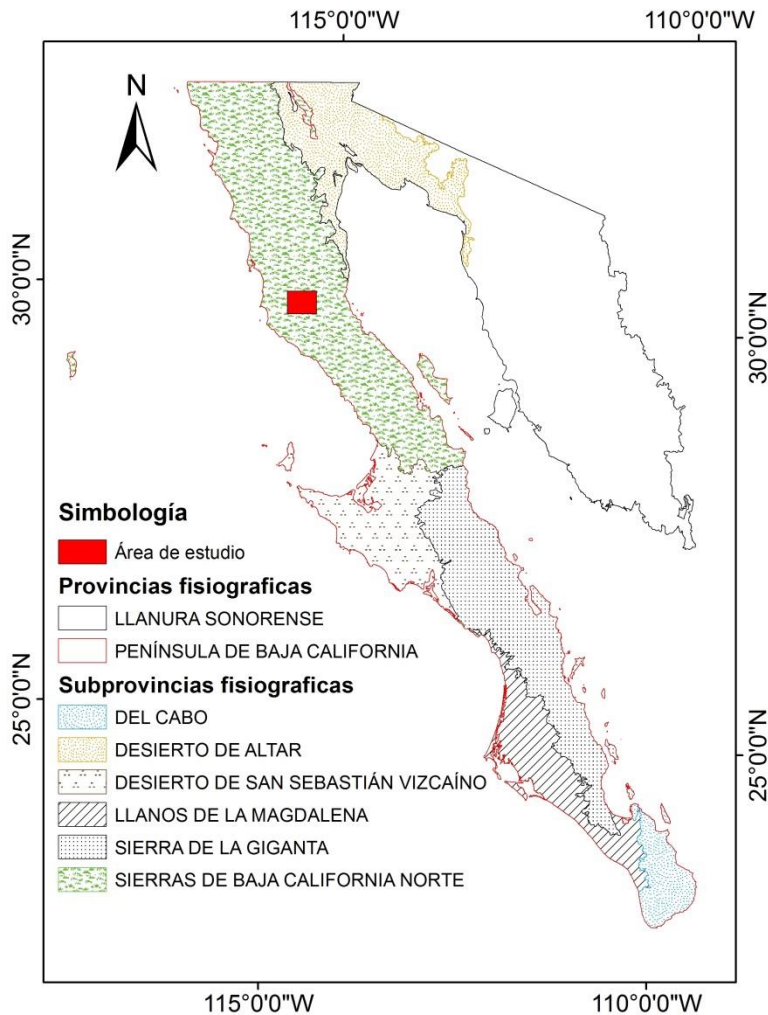 115°0'0"W
110°0'0"W
N
30°0'0"N
30°0'0"N
Simbología
Área de estudio
Provincias fisiograficas
LLANURA SONORENSE
PENÍNSULA DE BAJA CALIFORNIA
Subprovincias fisiograficas
DEL CABO
DESIERTO DE ALTAR
DESIERTO DE SAN SEBASTIÁN VIZCAÍNO
LLANOS DE LA MAGDALENA
SIERRA DE LA GIGANTA
SIERRAS DE BAJA CALIFORNIA NORTE
25°0'0"N
25°0'0"N
115°0'0"W
110°0'0"W